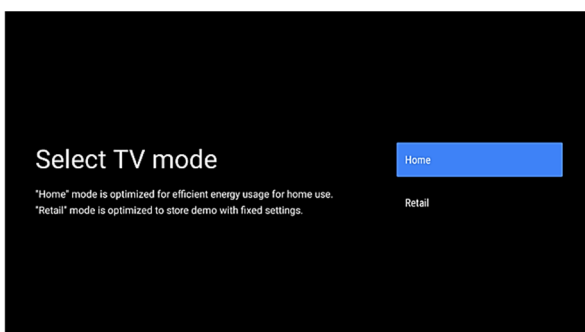 Select TV mode
"Home" mode is optimized for efficient energy usage for home use.
"Retail" mode is optimized to store demo with fixed settings.
Home
Retail